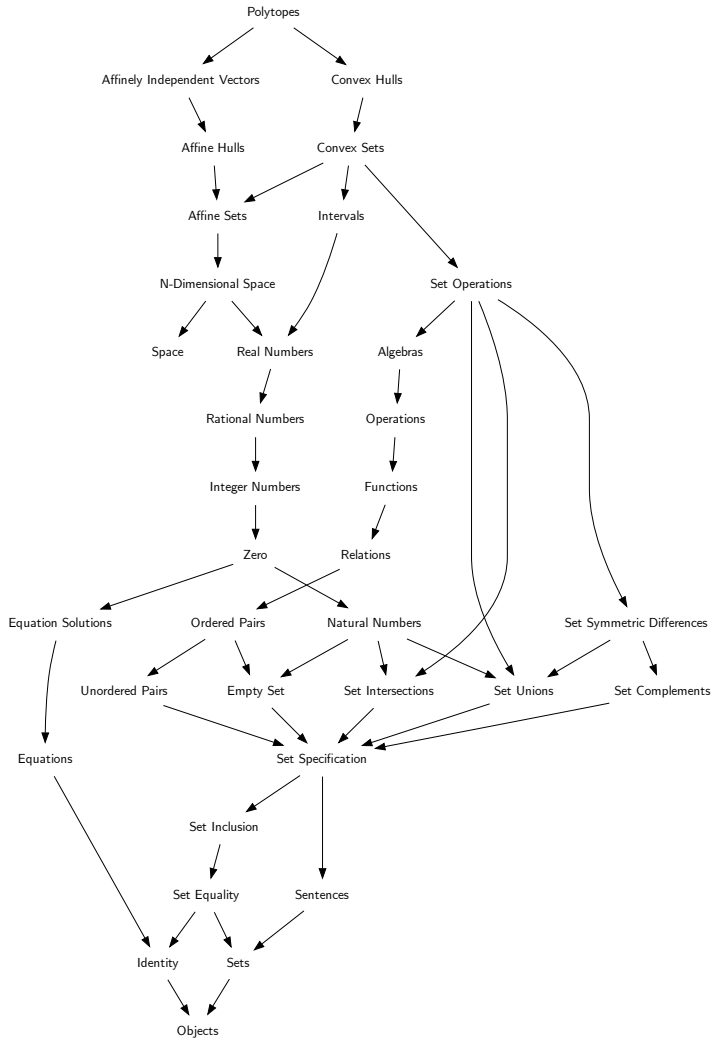 Polytopes
Affinely Independent Vectors
Convex Hulls
Affine Hulls
Convex Sets
Affine Sets
Intervals
N-Dimensional Space
Set Operations
Space
Real Numbers
Algebras
Rational Numbers
Operations
Integer Numbers
Functions
Zero
Relations
Equation Solutions
Ordered Pairs
Natural Numbers
Set Symmetric Differences
Unordered Pairs
Empty Set
Set Intersections
Set Unions
Set Complements
Equations
Set Specification
Set Inclusion
Set Equality
Sentences
Identity
Sets
Objects